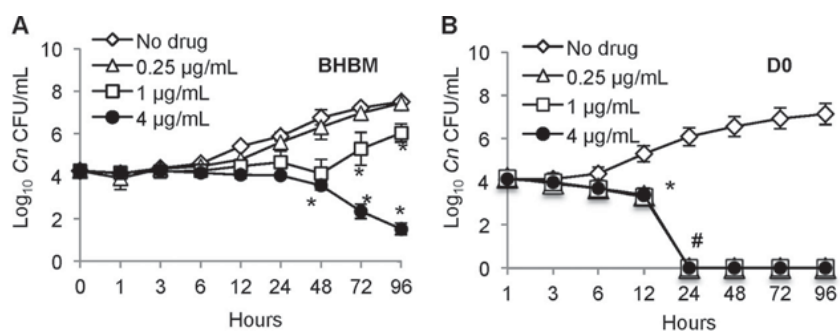 A
BHBM
No drug
0.25 µg/mL
1 µg/mL
4 µg/mL
Log10 Cn CFU/mL
10
8
6
4
2
0
*
*
*
*
*
0 1 3 6 12 24 48 72 96
Hours
B
D0
No drug
0.25 µg/mL
1 µg/mL
4 µg/mL
Log10 Cn CFU/mL
10
8
6
4
2
0
*
#
1 3 6 12 24 48 72 96
Hours